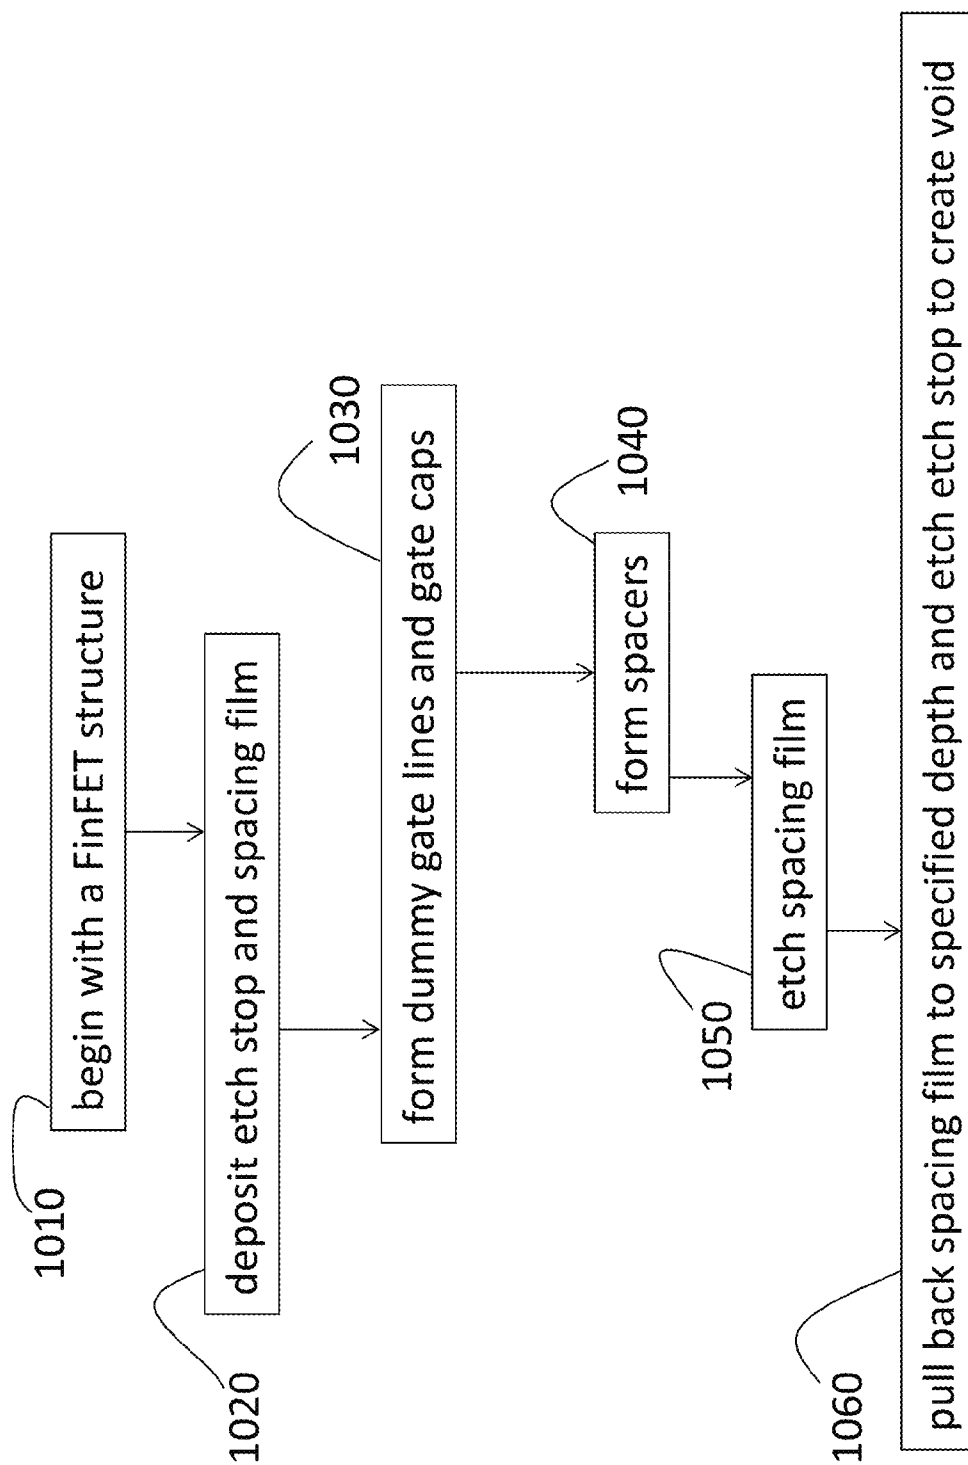 1010
begin with a FinFET structure
1020
deposit etch stop and spacing film
1030
form dummy gate lines and gate caps
1040
form spacers
1050
etch spacing film
1060
pull back spacing film to specified depth and etch etch stop to create void